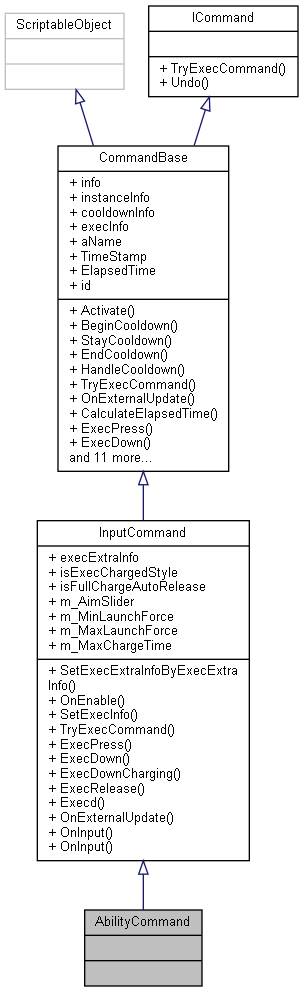 ScriptableObject
ICommand
+ TryExecCommand()
+ Undo()
CommandBase
+ info
+ instanceInfo
+ cooldownInfo
+ execInfo
+ aName
+ TimeStamp
+ ElapsedTime
+ id
+ Activate()
+ BeginCooldown()
+ StayCooldown()
+ EndCooldown()
+ HandleCooldown()
+ TryExecCommand()
+ OnExternalUpdate()
+ CalculateElapsedTime()
+ ExecPress()
+ ExecDown()
and 11 more...
InputCommand
+ execExtraInfo
+ isExecChargedStyle
+ isFullChargeAutoRelease
+ m_AimSlider
+ m_MinLaunchForce
+ m_MaxLaunchForce
+ m_MaxChargeTime
+ SetExecExtraInfoByExecExtra
Info()
+ OnEnable()
+ SetExecInfo()
+ TryExecCommand()
+ ExecPress()
+ ExecDown()
+ ExecDownCharging()
+ ExecRelease()
+ Execd()
+ OnExternalUpdate()
+ OnInput()
+ OnInput()
AbilityCommand